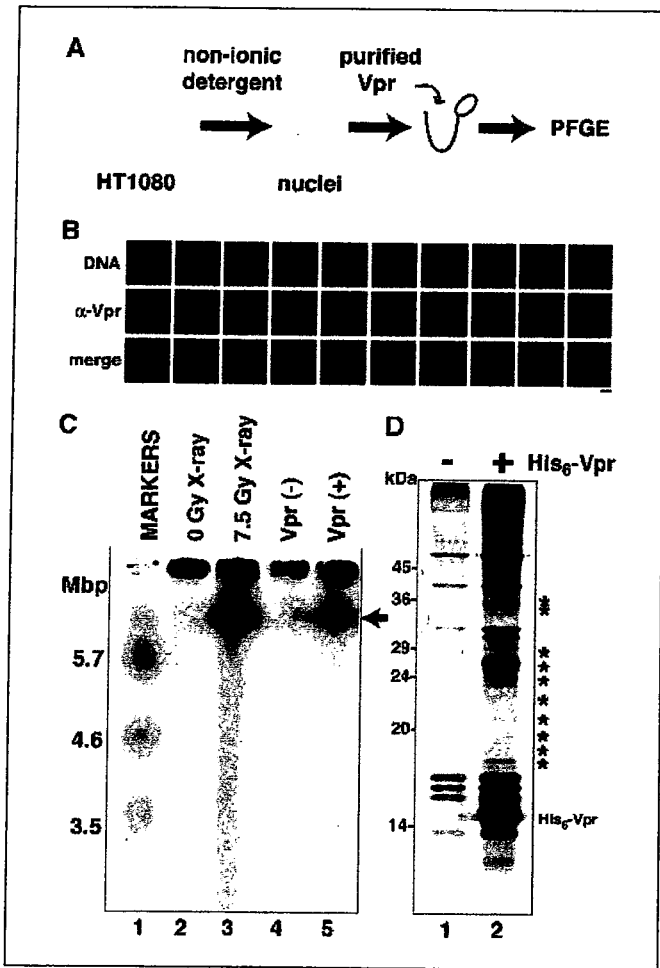 A
non-ionic detergent
purified Vpr
PFGE
HT1080
nuclei
B
DNA
α-Vpr
merge
C
MARKERS
0 Gy X-ray
7.5 Gy X-ray
Vpr (-)
Vpr (+)
Mbp
5.7
4.6
3.5
1 2 3 4 5
D
- + His6-Vpr
kDa
45
36
29
24
20
14
*
*
*
*
*
*
*
*
*
*
His6-Vpr
1 2